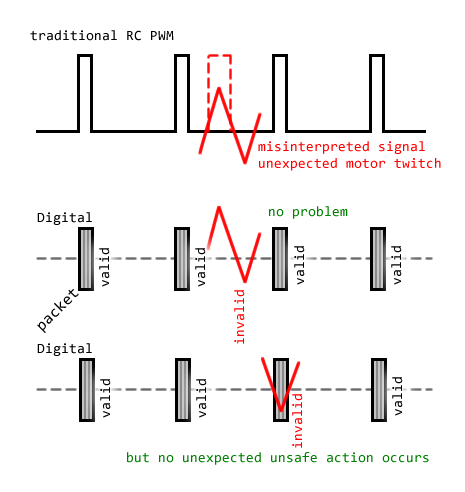 traditional RC PWM
misinterpreted signal
unexpected motor twitch
no problem
Digital
valid
valid
valid
valid
invalid
packet
Digital
valid
valid
invalid
valid
but no unexpected unsafe action occurs